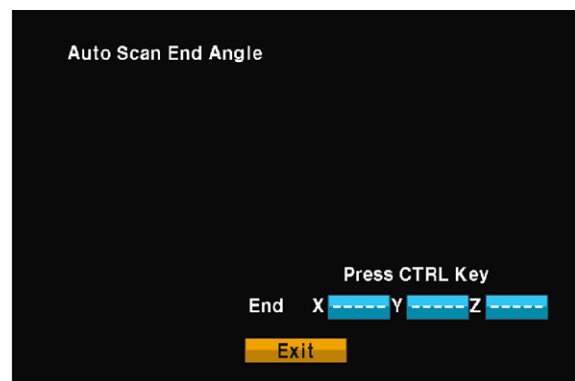 Auto Scan End Angle
Press CTRL Key
End X ----- Y ----- Z -----
Exit